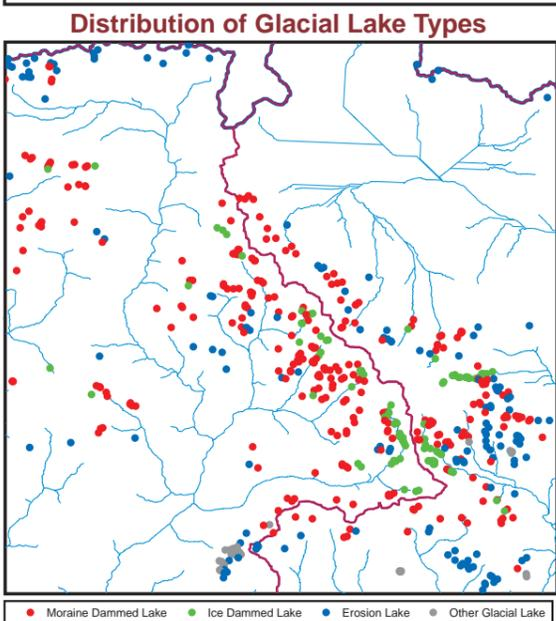 Distribution of Glacial Lake Types
Moraine Dammed Lake Ice Dammed Lake Erosion Lake Other Glacial Lake